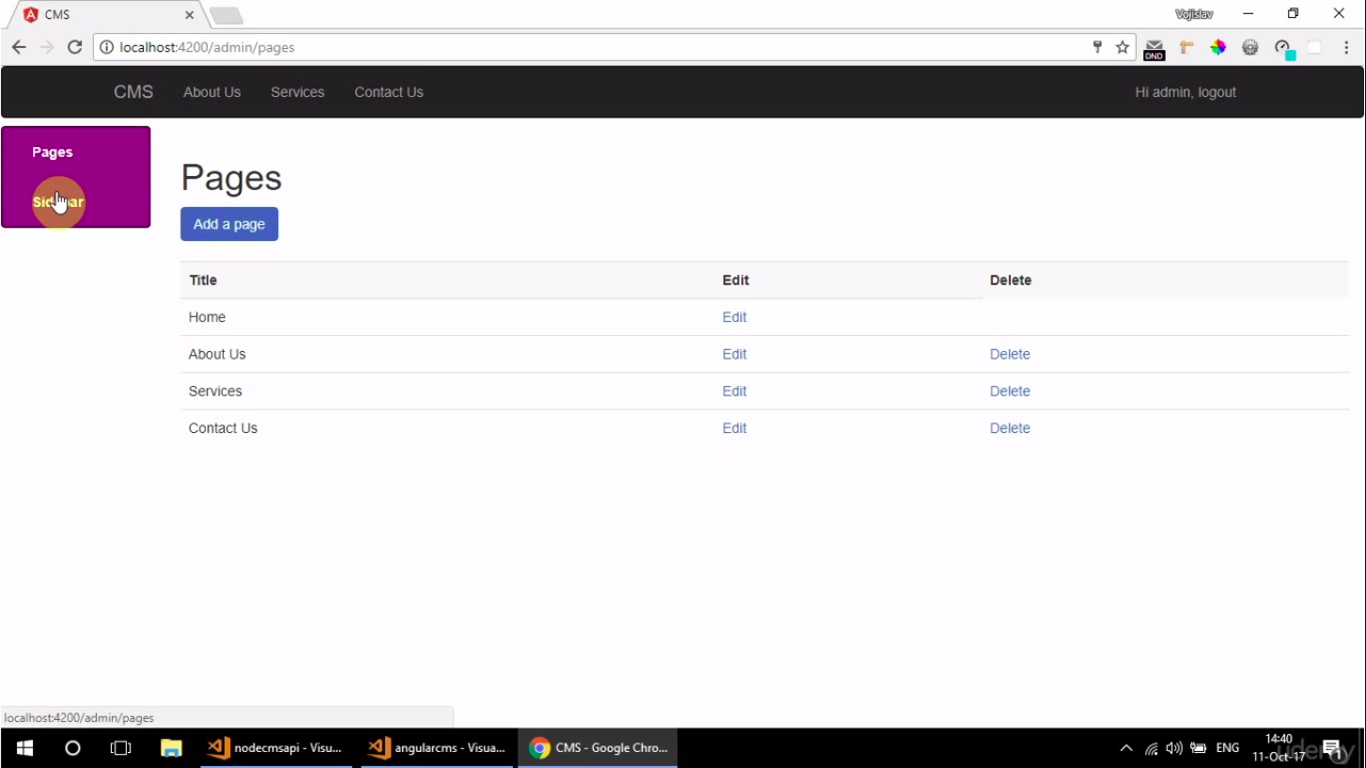 CMS
Vojislav
localhost:4200/admin/pages
DND
CMS About Us Services Contact Us Hi admin, logout
Pages
Sidebar
Pages
Add a page
Title Edit Delete
Home Edit
About Us Edit Delete
Services Edit Delete
Contact Us Edit Delete
localhost:4200/admin/pages
nodecmsapi - Visu... angularcms - Visua... CMS - Google Chro... ENG
14:40
11-Oct-17
1
udemy